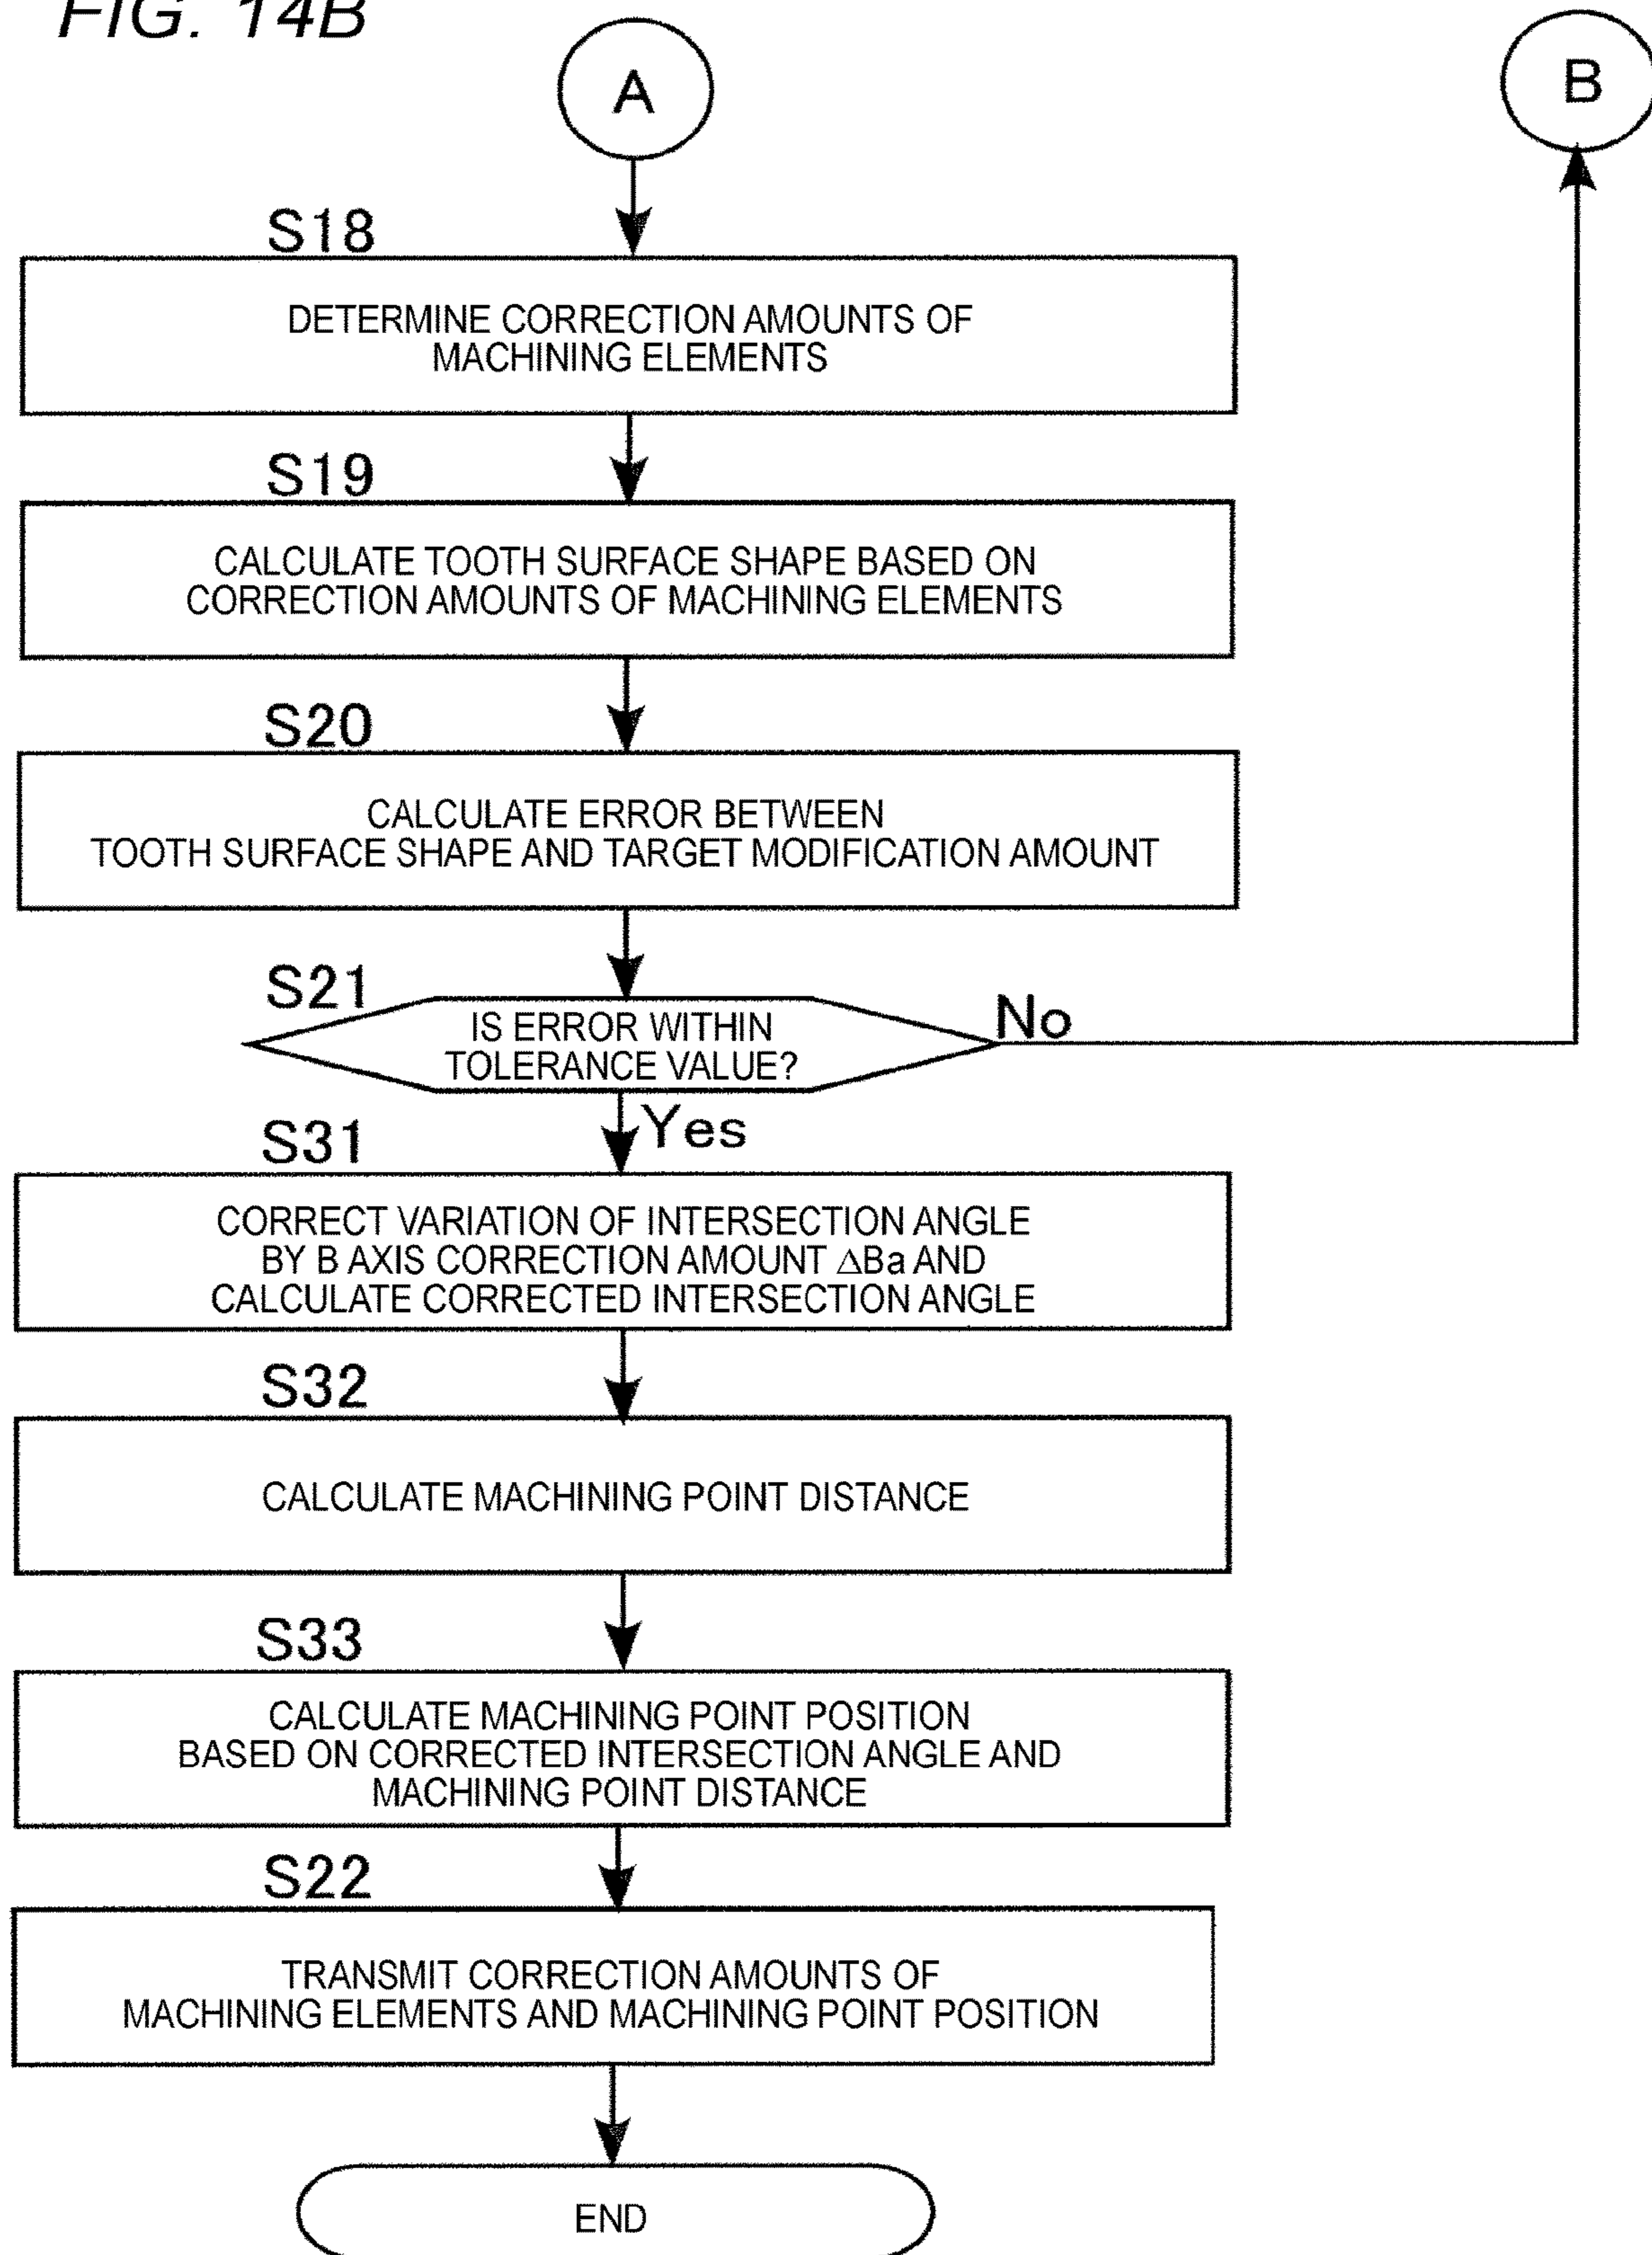 FIG. 14B
A
B
S18
DETERMINE CORRECTION AMOUNTS OF
MACHINING ELEMENTS
S19
CALCULATE TOOTH SURFACE SHAPE BASED ON
CORRECTION AMOUNTS OF MACHINING ELEMENTS
S20
CALCULATE ERROR BETWEEN
TOOTH SURFACE SHAPE AND TARGET MODIFICATION AMOUNT
S21
IS ERROR WITHIN
TOLERANCE VALUE?
No
Yes
S31
CORRECT VARIATION OF INTERSECTION ANGLE
BY B AXIS CORRECTION AMOUNT ΔBa AND
CALCULATE CORRECTED INTERSECTION ANGLE
S32
CALCULATE MACHINING POINT DISTANCE
S33
CALCULATE MACHINING POINT POSITION
BASED ON CORRECTED INTERSECTION ANGLE AND
MACHINING POINT DISTANCE
S22
TRANSMIT CORRECTION AMOUNTS OF
MACHINING ELEMENTS AND MACHINING POINT POSITION
END